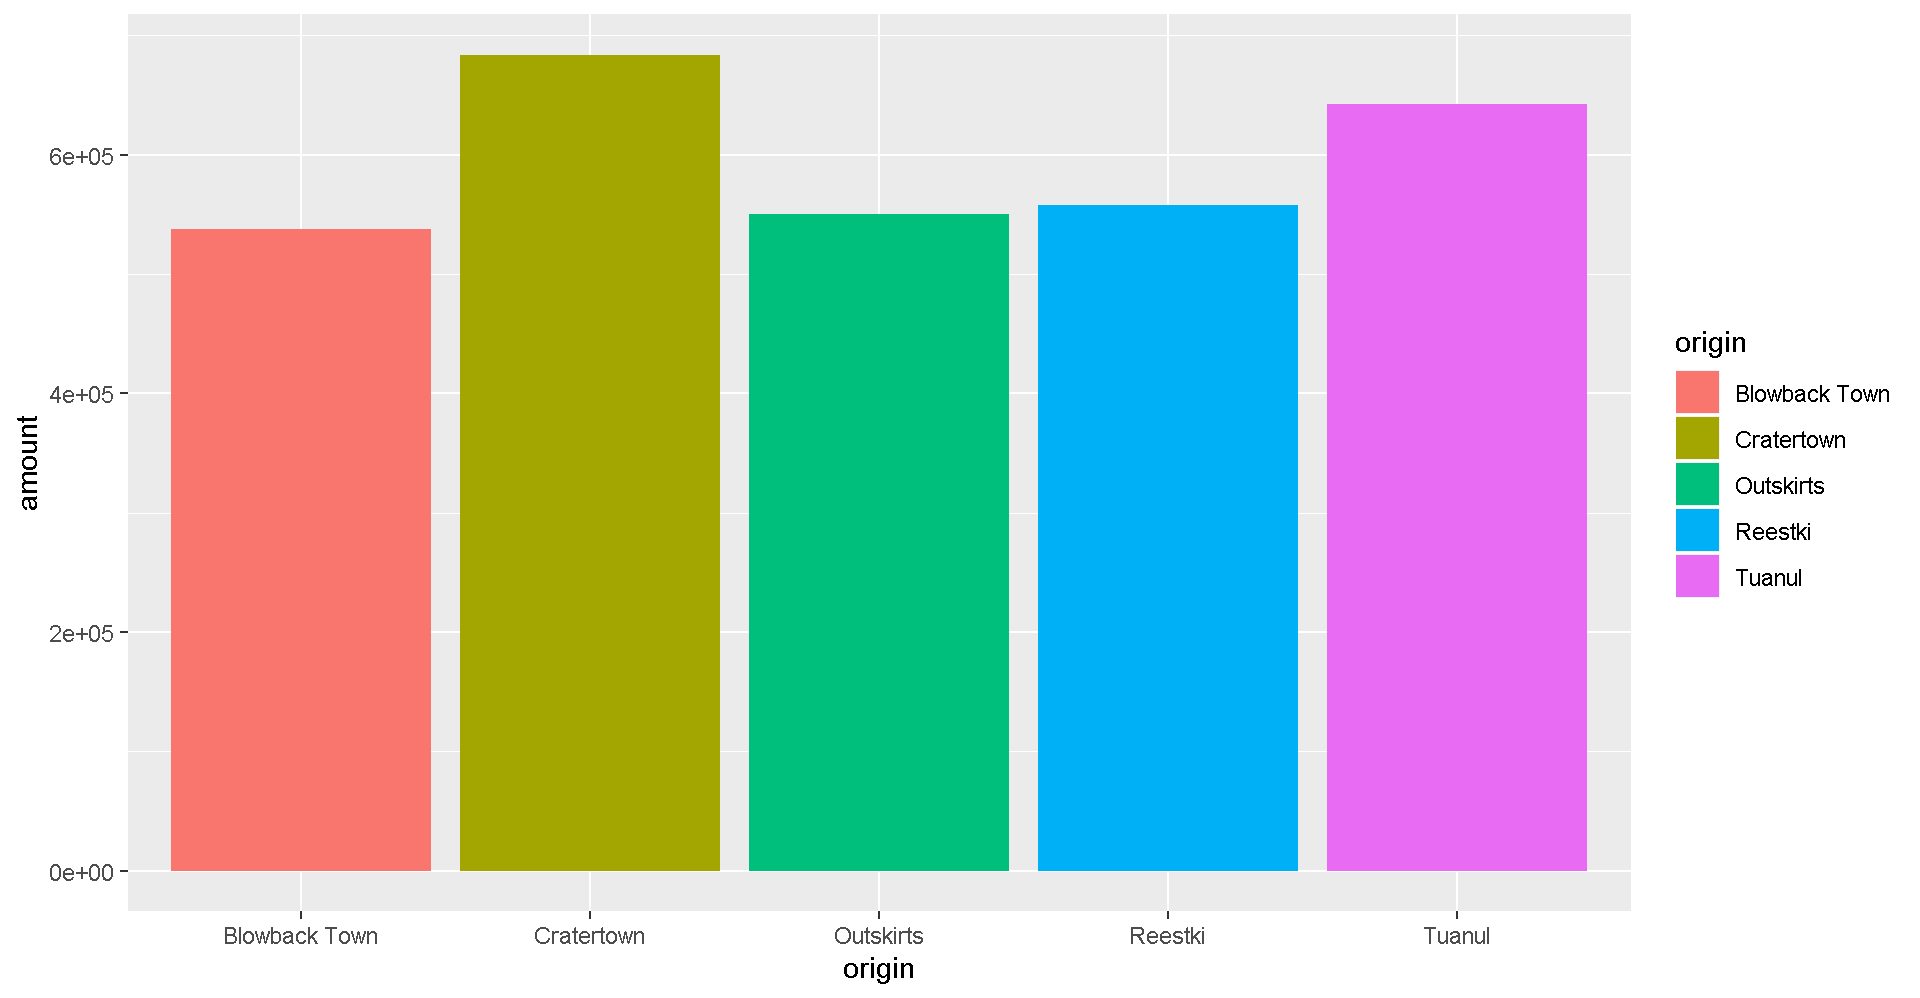 6e+05
4e+05
2e+05
0e+00
amount
Blowback Town
Cratertown
Outskirts
Reestki
Tuanul
origin
origin
Blowback Town
Cratertown
Outskirts
Reestki
Tuanul